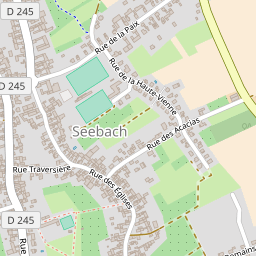 D 245
Rue de la Paix
Rue de la Haute-Vienne
D 245
Seebach
Rue des Acacias
Rue Traversière
Rue des Églises
D 245
Romains